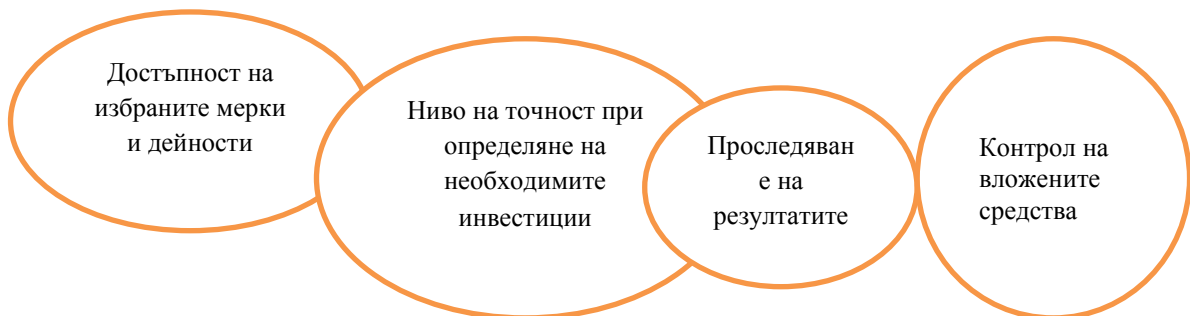 Достъпност на
избраните мерки
и дейности
Ниво на точност при
определяне на
необходимите
инвестиции
Проследяван
е на
резултатите
Контрол на
вложените
средства